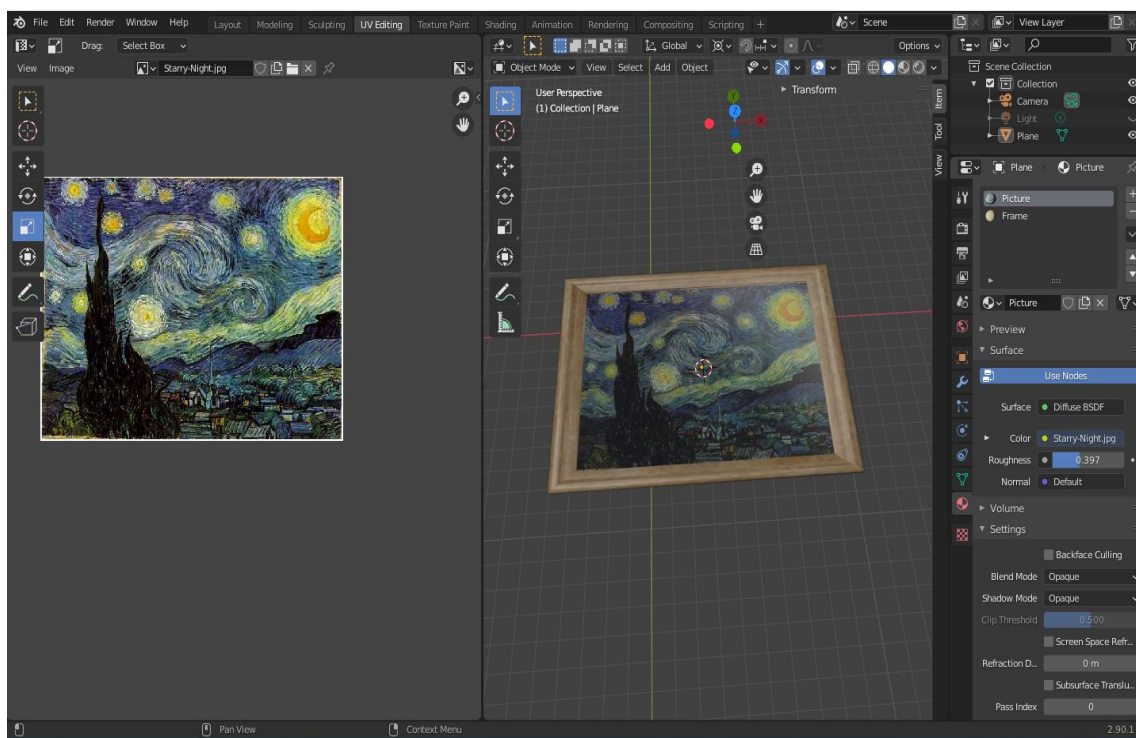 File Edit Render Window Help Layout Modeling Sculpting UV Editing Texture Paint Shading Animation Rendering Compositing Scripting + Scene View Layer
Drag: Select Box
Global Options
View Image Starry-Night.jpg
Object Mode View Select Add Object
User Perspective
(1) Collection | Plane
Transform
Item
Tool
View
Y
Z
X
Scene Collection
Collection
Camera
Light
Plane
Plane Picture
Picture
Frame
Picture
Preview
Surface
Use Nodes
Surface Diffuse BSDF
Color Starry-Night.jpg
Roughness 0.397
Normal Default
Volume
Settings
Backface Culling
Blend Mode Opaque
Shadow Mode Opaque
Clip Threshold 0.500
Screen Space Refr...
Refraction D... 0 m
Subsurface Translu...
Pass Index 0
Pan View Context Menu 2.90.1